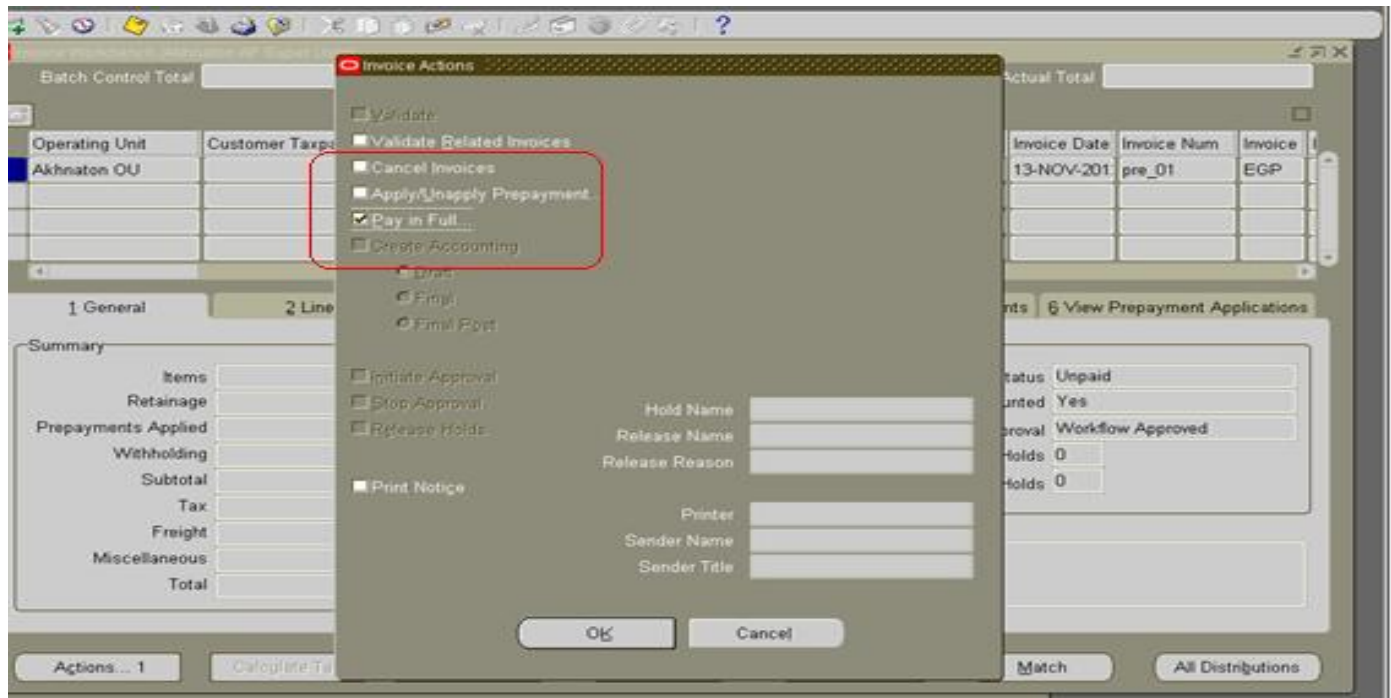 Invoice Actions
Batch Control Total
Actual Total
Validate
Validate Related Invoices
Operating Unit Customer Taxpa Invoice Date Invoice Num Invoice
Cancel Invoices
Akhnaton OU 13-NOV-201 pre_01 EGP
Apply/Unapply Prepayment
Pay in Full...
Create Accounting
Draft
Final
1 General 2 Line nts 6 View Prepayment Applications
Final Post
Summary
Items Initiate Approval tatus Unpaid
Retainage Stop Approval Hold Name unted Yes
Prepayments Applied Release Holds Release Name proval Workflow Approved
Withholding Release Reason Holds 0
Subtotal Print Notice Holds 0
Tax Printer
Freight Sender Name
Miscellaneous Sender Title
Total
OK Cancel
Actions... 1 Calculate Ta Match All Distributions